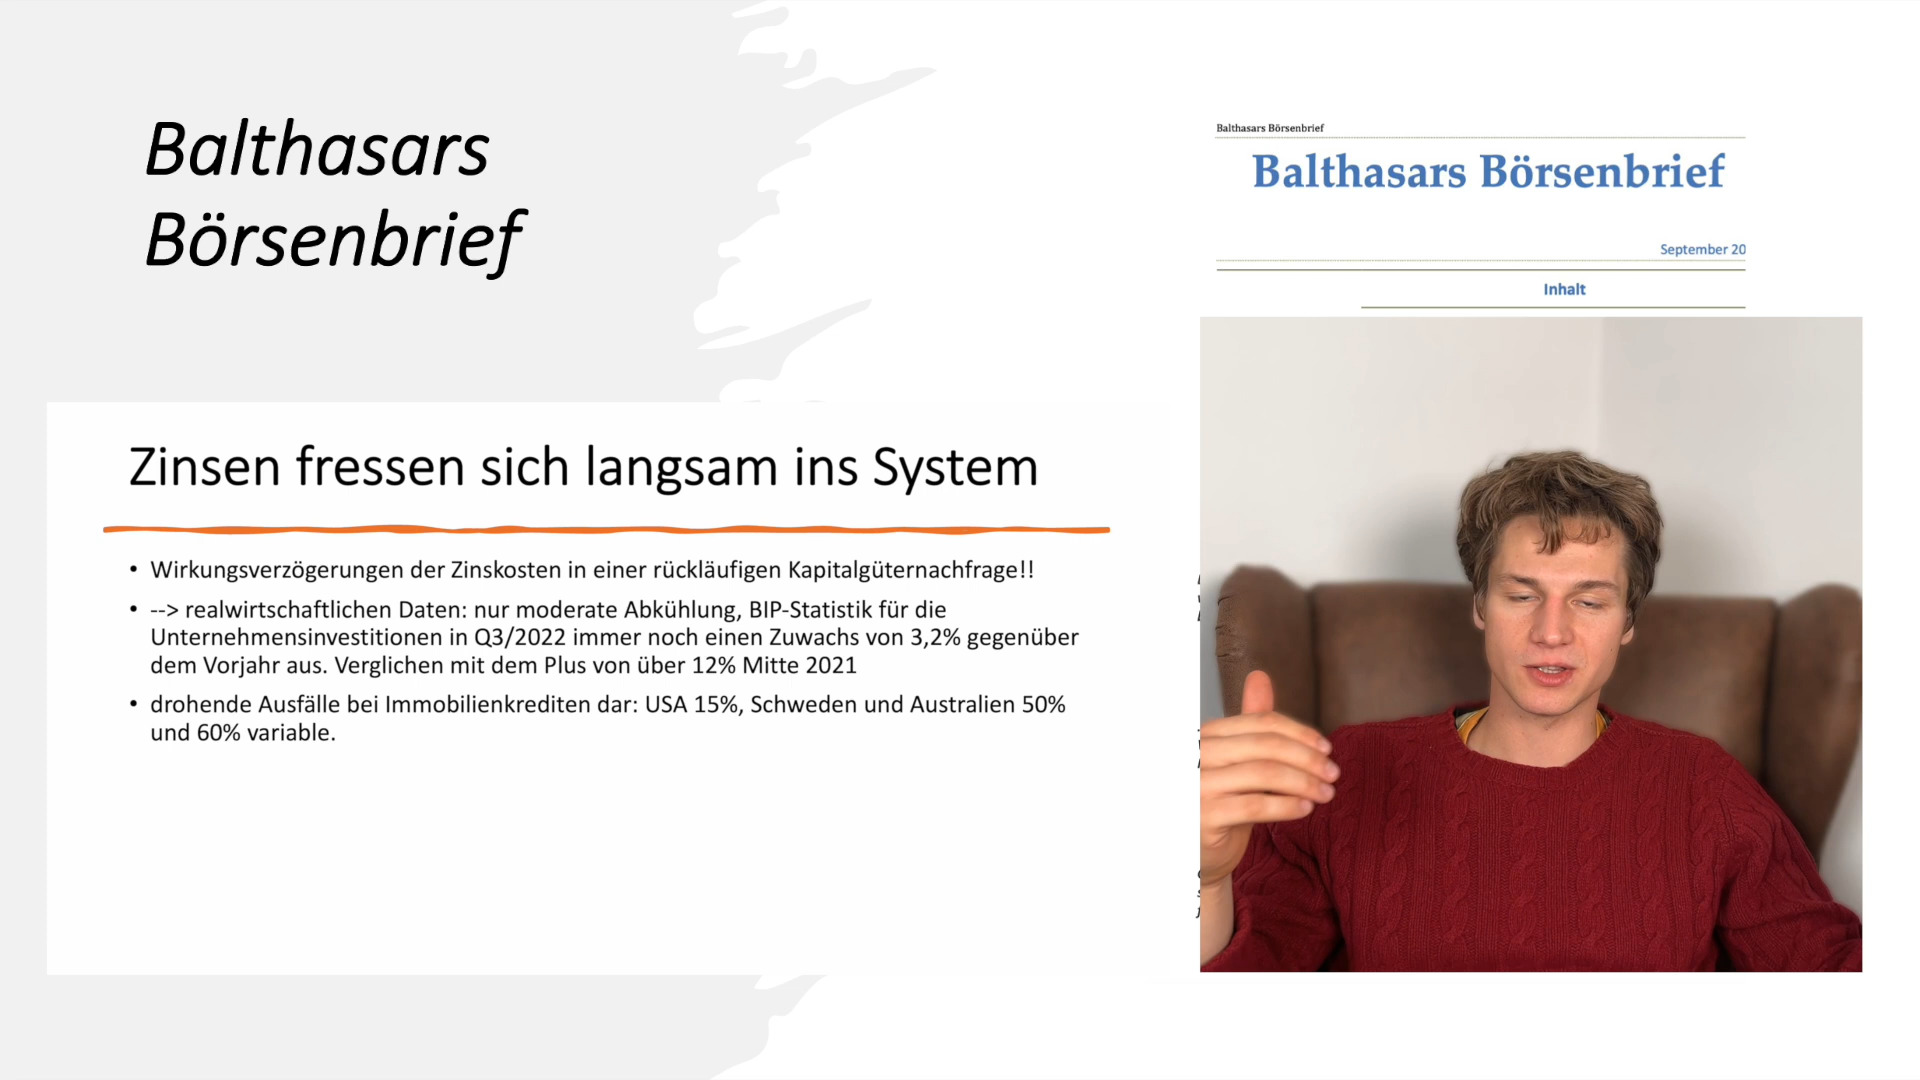 Balthasars
Börsenbrief
Balthasars Börsenbrief
Balthasars Börsenbrief
September 20
Inhalt
Zinsen fressen sich langsam ins System
• Wirkungsverzögerungen der Zinskosten in einer rückläufigen Kapitalgüternachfrage!!
• --> realwirtschaftlichen Daten: nur moderate Abkühlung, BIP-Statistik für die
Unternehmensinvestitionen in Q3/2022 immer noch einen Zuwachs von 3,2% gegenüber
dem Vorjahr aus. Verglichen mit dem Plus von über 12% Mitte 2021
• drohende Ausfälle bei Immobilienkrediten dar: USA 15%, Schweden und Australien 50%
und 60% variable.